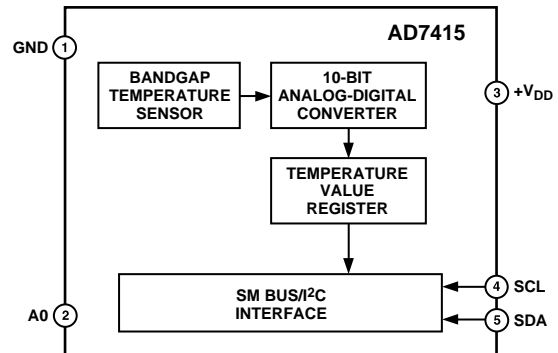 AD7415
GND 1
BANDGAP
TEMPERATURE
SENSOR
10-BIT
ANALOG-DIGITAL
CONVERTER
3 +VDD
TEMPERATURE
VALUE
REGISTER
SM BUS/I²C
INTERFACE
4 SCL
A0 2
5 SDA